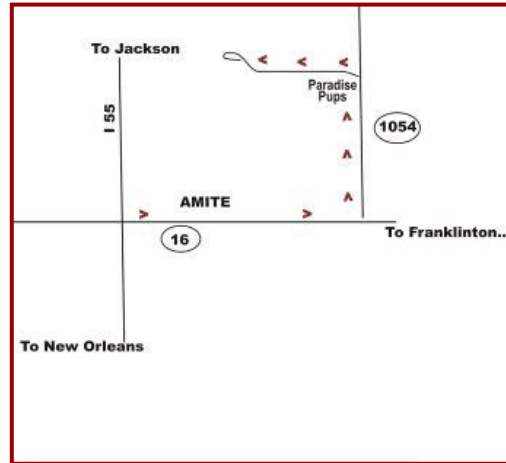 To Jackson
I 55
Paradise
Pups
1054
AMITE
16
To Franklinton..
To New Orleans